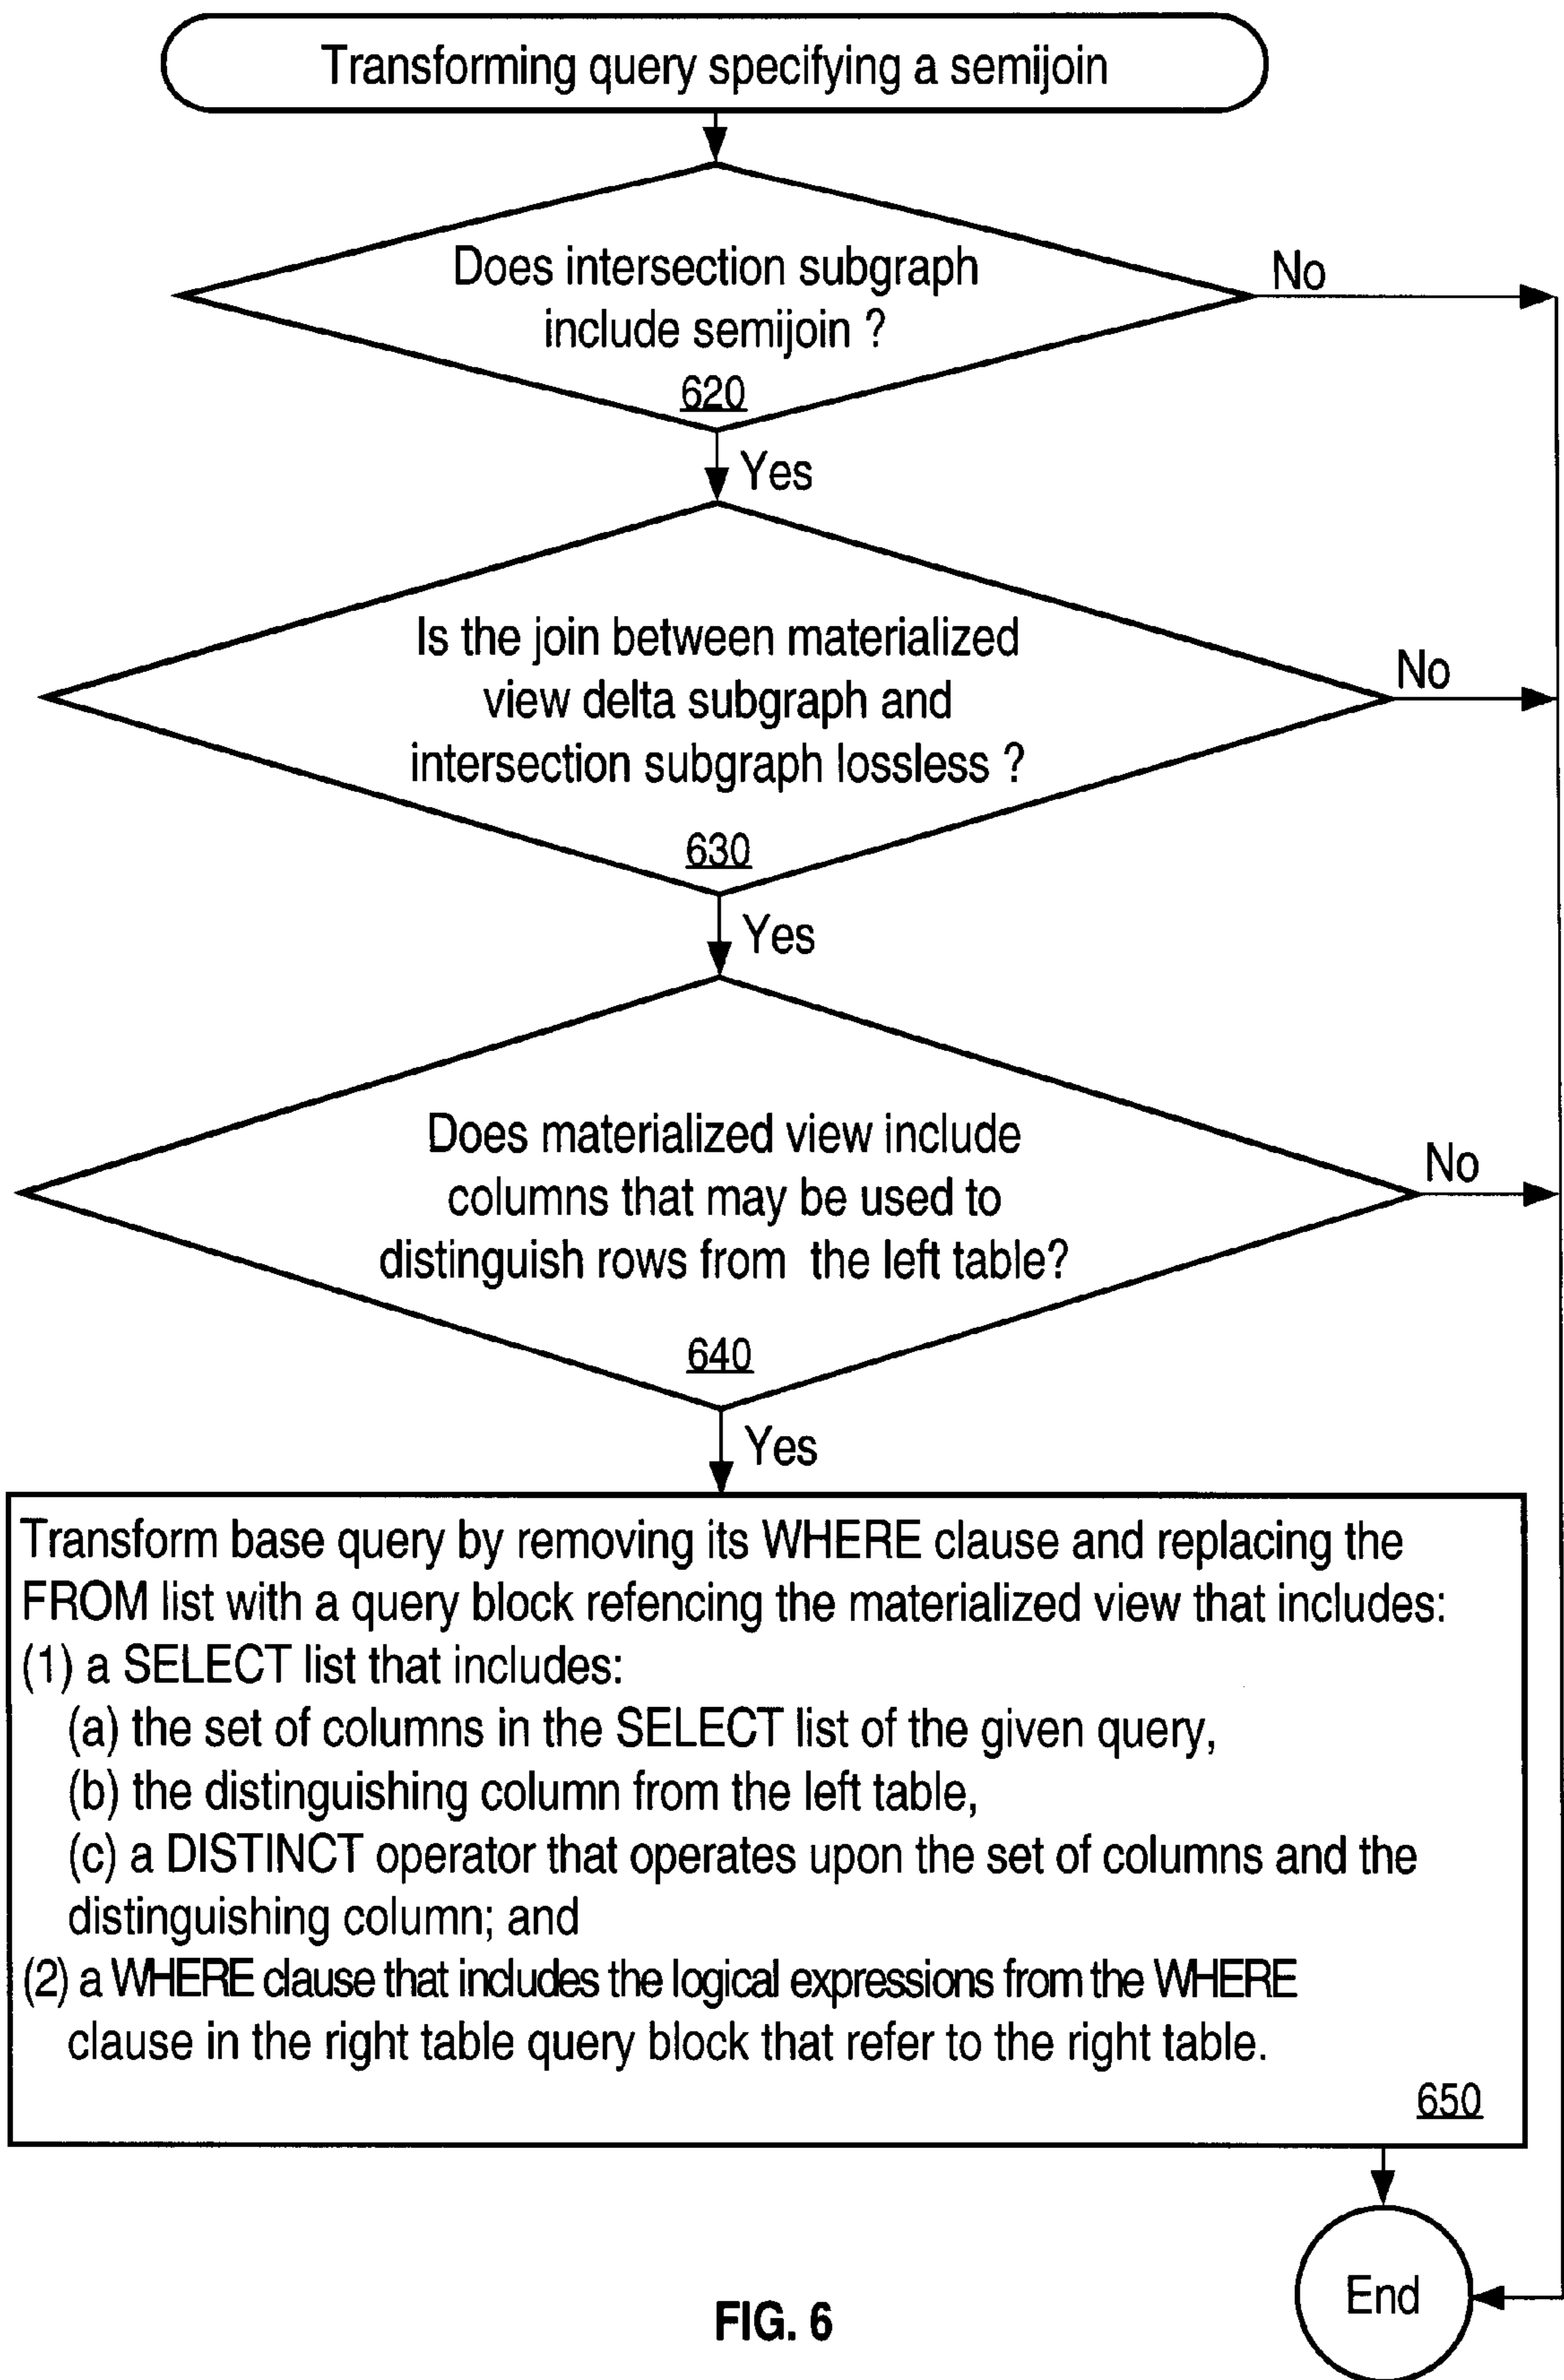 Transforming query specifying a semijoin
Does intersection subgraph
No
include semijoin ?
620
Yes
Is the join between materialized
No
view delta subgraph and
intersection subgraph lossless ?
630
Yes
Does materialized view include
No
columns that may be used to
distinguish rows from the left table?
640
Yes
Transform base query by removing its WHERE clause and replacing the
FROM list with a query block refencing the materialized view that includes:
(1) a SELECT list that includes:
(a) the set of columns in the SELECT list of the given query,
(b) the distinguishing column from the left table,
(c) a DISTINCT operator that operates upon the set of columns and the
distinguishing column; and
(2) a WHERE clause that includes the logical expressions from the WHERE
clause in the right table query block that refer to the right table.
650
End
FIG. 6